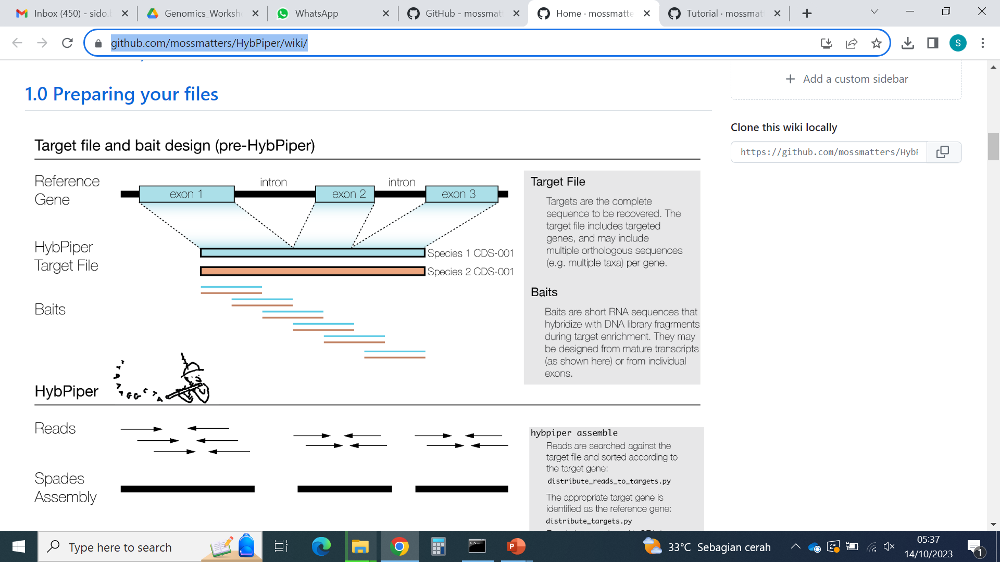 Inbox (450) - sido.b
Genomics_Worksh
WhatsApp
GitHub - mossmat
Home · mossmatte
Tutorial · mossmat
github.com/mossmatters/HybPiper/wiki/
S
1.0 Preparing your files
Add a custom sidebar
Clone this wiki locally
https://github.com/mossmatters/Hyb
Target file and bait design (pre-HybPiper)
Reference
Gene
exon 1
intron
exon 2
intron
exon 3
HybPiper
Target File
Species 1 CDS-001
Species 2 CDS-001
Baits
Target File
Targets are the complete
sequence to be recovered. The
target file includes targeted
genes, and may include
multiple orthologous sequences
(e.g. multiple taxa) per gene.
Baits
Baits are short RNA sequences that
hybridize with DNA library fragrments
during target enrichment. They may
be designed from mature transcripts
(as shown here) or from individual
exons.
HybPiper
Reads
Spades
Assembly
hybpiper assemble
Reads are searched against the
target file and sorted according to
the target gene:
distribute_reads_to_targets.py
The appropriate target gene is
identified as the reference gene:
distribute_targets.py
Type here to search
33°C Sebagian cerah
05:37
14/10/2023
1